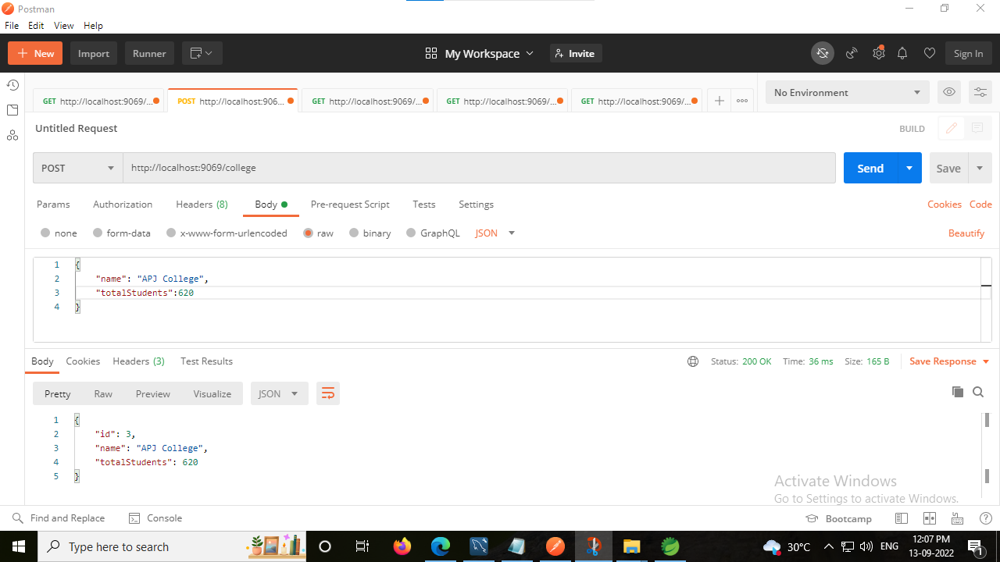 Postman
File Edit View Help
New Import Runner My Workspace Invite Sign In
GET http://localhost:9069/... POST http://localhost:906... GET http://localhost:9069/... GET http://localhost:9069/... GET http://localhost:9069/... No Environment
Untitled Request BUILD
POST http://localhost:9069/college Send Save
Params Authorization Headers (8) Body Pre-request Script Tests Settings Cookies Code
none form-data x-www-form-urlencoded raw binary GraphQL JSON Beautify
1 {
2 "name": "APJ College",
3 "totalStudents":620
4 }
Body Cookies Headers (3) Test Results Status: 200 OK Time: 36 ms Size: 165 B Save Response
Pretty Raw Preview Visualize JSON
1 {
2 "id": 3,
3 "name": "APJ College",
4 "totalStudents": 620
5 }
Activate Windows
Go to Settings to activate Windows.
Find and Replace Console Bootcamp
Type here to search 30°C ENG 12:07 PM
13-09-2022 1